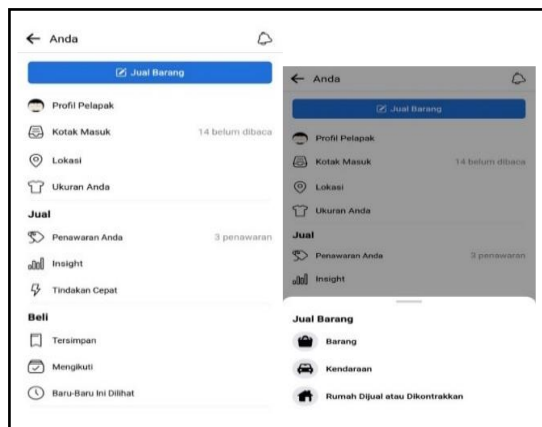 Anda
Jual Barang
Profil Pelapak
Kotak Masuk 14 belum dibaca
Lokasi
Ukuran Anda
Jual
Penawaran Anda 3 penawaran
Insight
Tindakan Cepat
Beli
Tersimpan
Mengikuti
Baru-Baru Ini Dilihat
Anda
Jual Barang
Profil Pelapak
Kotak Masuk 14 belum dibaca
Lokasi
Ukuran Anda
Jual
Penawaran Anda 3 penawaran
Insight
Jual Barang
Barang
Kendaraan
Rumah Dijual atau Dikontrakkan